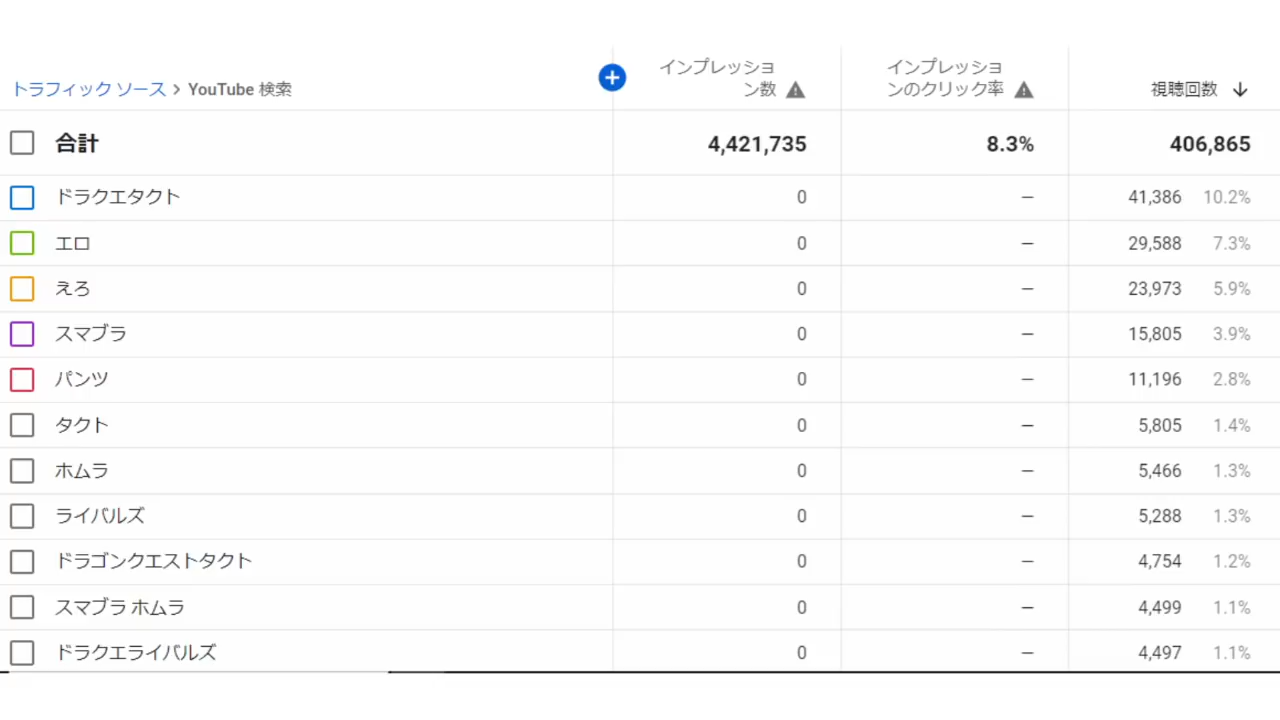 トラフィック ソース > YouTube 検索
インプレッショ
ン数
インプレッショ
ンのクリック率
視聴回数
合計 4,421,735 8.3% 406,865
ドラクエタクト 0 – 41,386 10.2%
エロ 0 – 29,588 7.3%
えろ 0 – 23,973 5.9%
スマブラ 0 – 15,805 3.9%
パンツ 0 – 11,196 2.8%
タクト 0 – 5,805 1.4%
ホムラ 0 – 5,466 1.3%
ライバルズ 0 – 5,288 1.3%
ドラゴンクエストタクト 0 – 4,754 1.2%
スマブラ ホムラ 0 – 4,499 1.1%
ドラクエライバルズ 0 – 4,497 1.1%